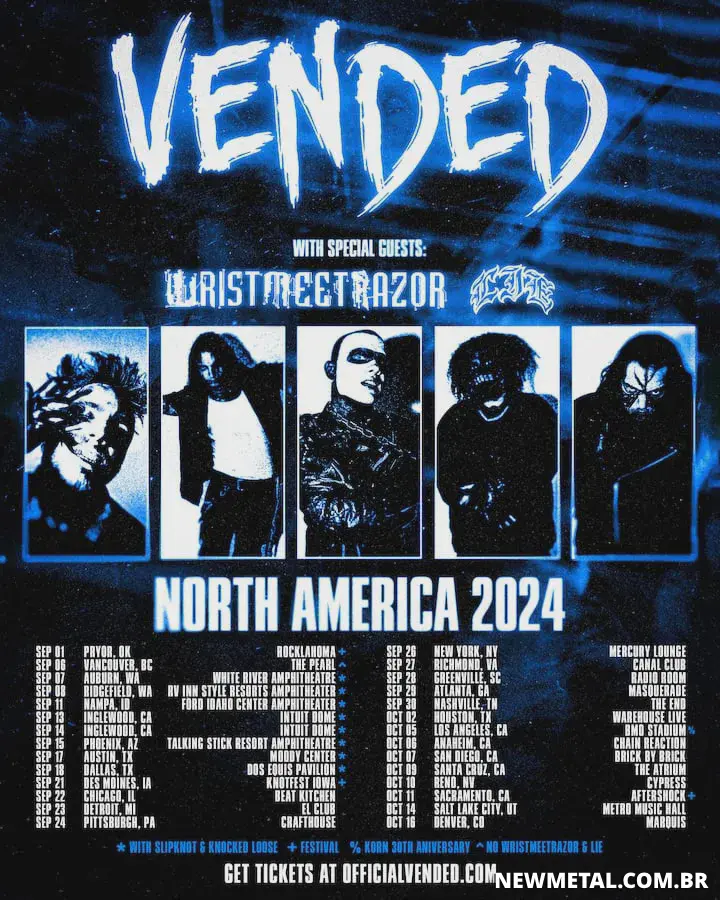 VENDED
WITH SPECIAL GUESTS:
WRISTMEETRAZOR LIE
NORTH AMERICA 2024
SEP 01 PRYOR, OK ROCKLAHOMA +
SEP 06 VANCOUVER, BC THE PEARL ^
SEP 07 AUBURN, WA WHITE RIVER AMPHITHEATRE *
SEP 08 RIDGEFIELD, WA RV INN STYLE RESORTS AMPHITHEATER *
SEP 11 NAMPA, ID FORD IDAHO CENTER AMPHITHEATER *
SEP 13 INGLEWOOD, CA INTUIT DOME *
SEP 14 INGLEWOOD, CA INTUIT DOME *
SEP 15 PHOENIX, AZ TALKING STICK RESORT AMPHITHEATRE *
SEP 17 AUSTIN, TX MOODY CENTER *
SEP 18 DALLAS, TX DOS EQUIS PAVILION *
SEP 21 DES MOINES, IA KNOTFEST IOWA +
SEP 22 CHICAGO, IL BEAT KITCHEN
SEP 23 DETROIT, MI EL CLUB
SEP 24 PITTSBURGH, PA CRAFTHOUSE
SEP 26 NEW YORK, NY MERCURY LOUNGE
SEP 27 RICHMOND, VA CANAL CLUB
SEP 28 GREENVILLE, SC RADIO ROOM
SEP 29 ATLANTA, GA MASQUERADE
SEP 30 NASHVILLE, TN THE END
OCT 02 HOUSTON, TX WAREHOUSE LIVE
OCT 05 LOS ANGELES, CA BMO STADIUM %
OCT 06 ANAHEIM, CA CHAIN REACTION
OCT 07 SAN DIEGO, CA BRICK BY BRICK
OCT 09 SANTA CRUZ, CA THE ATRIUM
OCT 10 RENO, NV CYPRESS
OCT 11 SACRAMENTO, CA AFTERSHOCK +
OCT 14 SALT LAKE CITY, UT METRO MUSIC HALL
OCT 16 DENVER, CO MARQUIS
* WITH SLIPKNOT & KNOCKED LOOSE + FESTIVAL % KORN 30TH ANIVERSARY ^ NO WRISTMEETRAZOR & LIE
GET TICKETS AT OFFICIALVENDED.COM
NEWMETAL.COM.BR